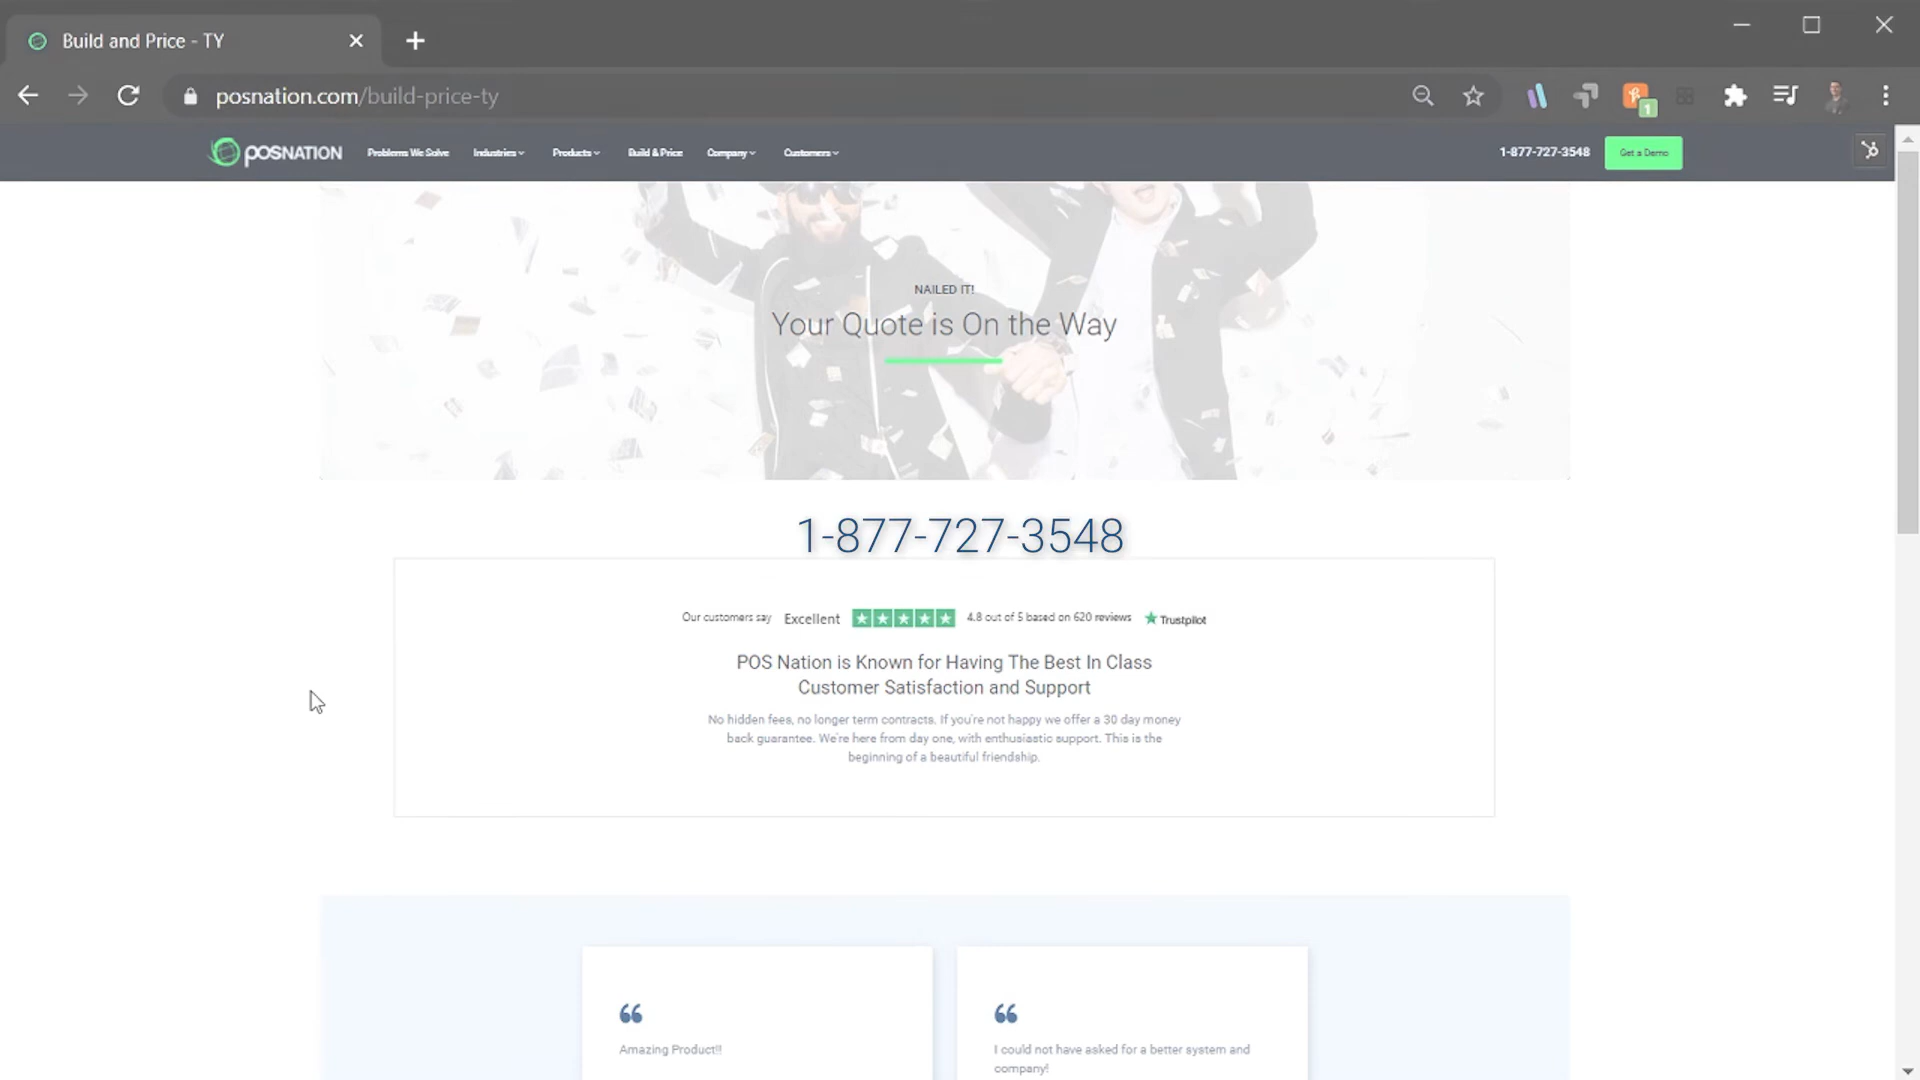 Build and Price - TY
posnation.com/build-price-ty
1
POSNATION
Problems We Solve
Industries
Products
Build & Price
Company
Customers
1-877-727-3548
Get a Demo
NAILED IT!
Your Quote is On the Way
1-877-727-3548
Our customers say Excellent 4.8 out of 5 based on 620 reviews Trustpilot
POS Nation is Known for Having The Best In Class
Customer Satisfaction and Support
No hidden fees, no longer term contracts. If you're not happy we offer a 30 day money
back guarantee. We're here from day one, with enthusiastic support. This is the
beginning of a beautiful friendship.
Amazing Product!!
I could not have asked for a better system and
company!